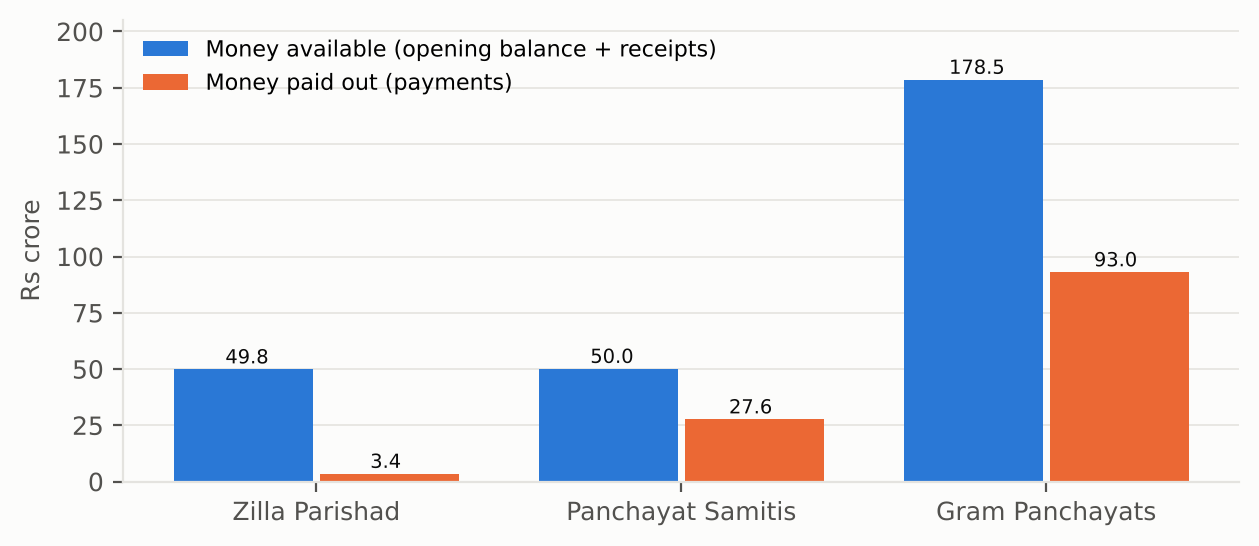 Money available (opening balance + receipts)
Money paid out (payments)
Rs crore
200
175
150
125
100
75
50
25
0
49.8
3.4
50.0
27.6
178.5
93.0
Zilla Parishad
Panchayat Samitis
Gram Panchayats